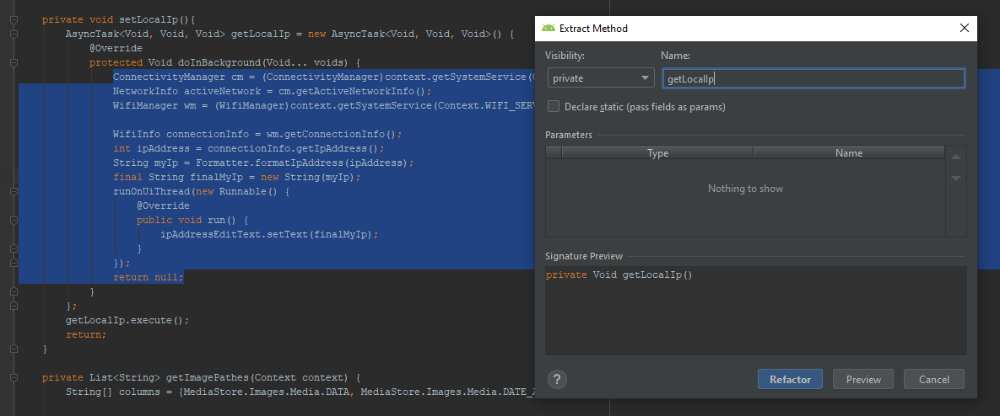 private void setLocalIp(){
AsyncTask<Void, Void, Void> getLocalIp = new AsyncTask<Void, Void, Void>() {
@Override
protected Void doInBackground(Void... voids) {
ConnectivityManager cm = (ConnectivityManager)context.getSystemService(
NetworkInfo activeNetwork = cm.getActiveNetworkInfo();
WifiManager wm = (WifiManager)context.getSystemService(Context.WIFI_SERV
WifiInfo connectionInfo = wm.getConnectionInfo();
int ipAddress = connectionInfo.getIpAddress();
String myIp = Formatter.formatIpAddress(ipAddress);
final String finalMyIp = new String(myIp);
runOnUiThread(new Runnable() {
@Override
public void run() {
ipAddressEditText.setText(finalMyIp);
}
});
return null;
}
};
getLocalIp.execute();
return;
}
private List<String> getImagePathes(Context context) {
String[] columns = {MediaStore.Images.Media.DATA, MediaStore.Images.Media.DATE_
Extract Method
Visibility:
Name:
private
getLocalIp
Declare static (pass fields as params)
Parameters
Type
Name
Nothing to show
Signature Preview
private Void getLocalIp()
?
Refactor
Preview
Cancel